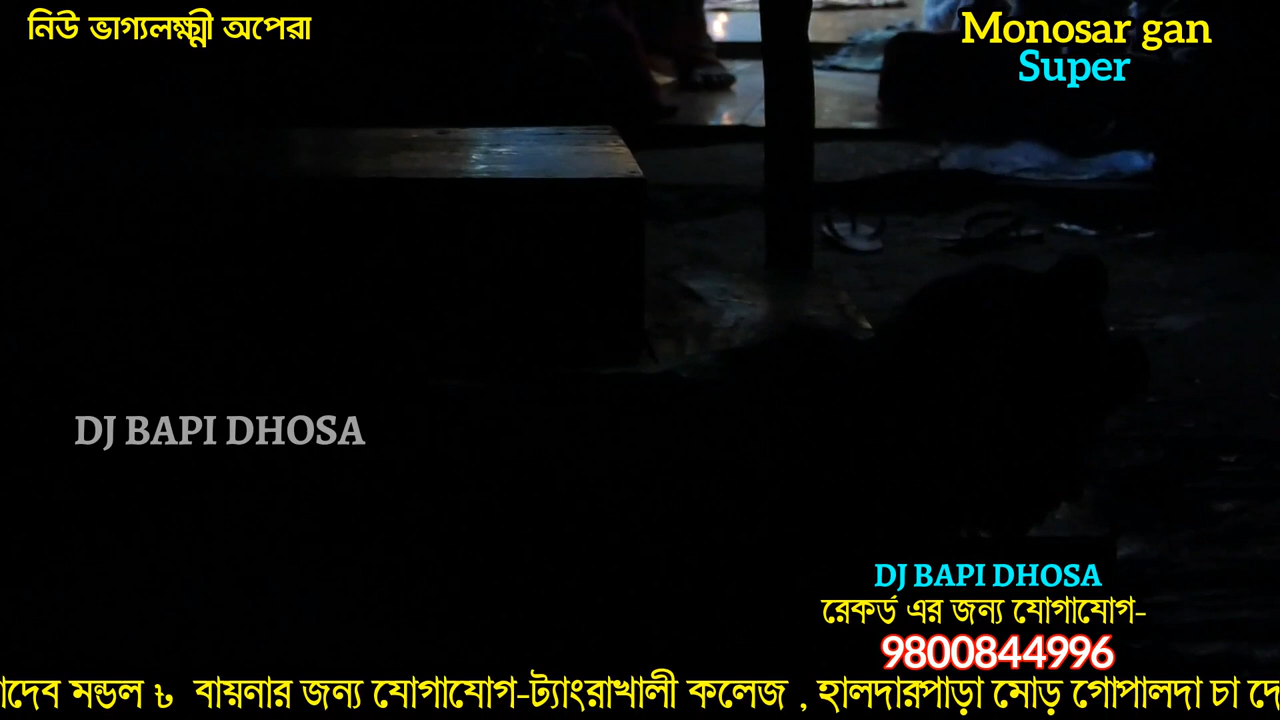 নিউ ভাগ্যলক্ষ্মী অপেরা
Monosar gan
Super
DJ BAPI DHOSA
DJ BAPI DHOSA
রেকর্ড এর জন্য যোগাযোগ-
9800844996
মন্ডল ৳ বায়নার জন্য যোগাযোগ-ট্যাংরাখালী কলেজ , হালদারপাড়া মোড় গোপালদা চা